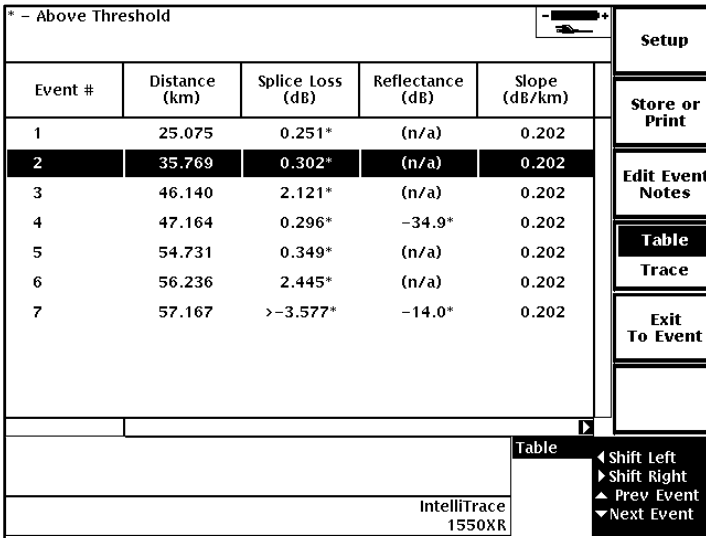 * – Above Threshold
– +
Event #	Distance (km)	Splice Loss (dB)	Reflectance (dB)	Slope (dB/km)
1	25.075	0.251*	(n/a)	0.202
2	35.769	0.302*	(n/a)	0.202
3	46.140	2.121*	(n/a)	0.202
4	47.164	0.296*	-34.9*	0.202
5	54.731	0.349*	(n/a)	0.202
6	56.236	2.445*	(n/a)	0.202
7	57.167	>-3.577*	-14.0*	0.202
Setup
Store or
Print
Edit Event
Notes
Table
Trace
Exit
To Event
Table
Shift Left
Shift Right
Prev Event
Next Event
IntelliTrace
1550XR